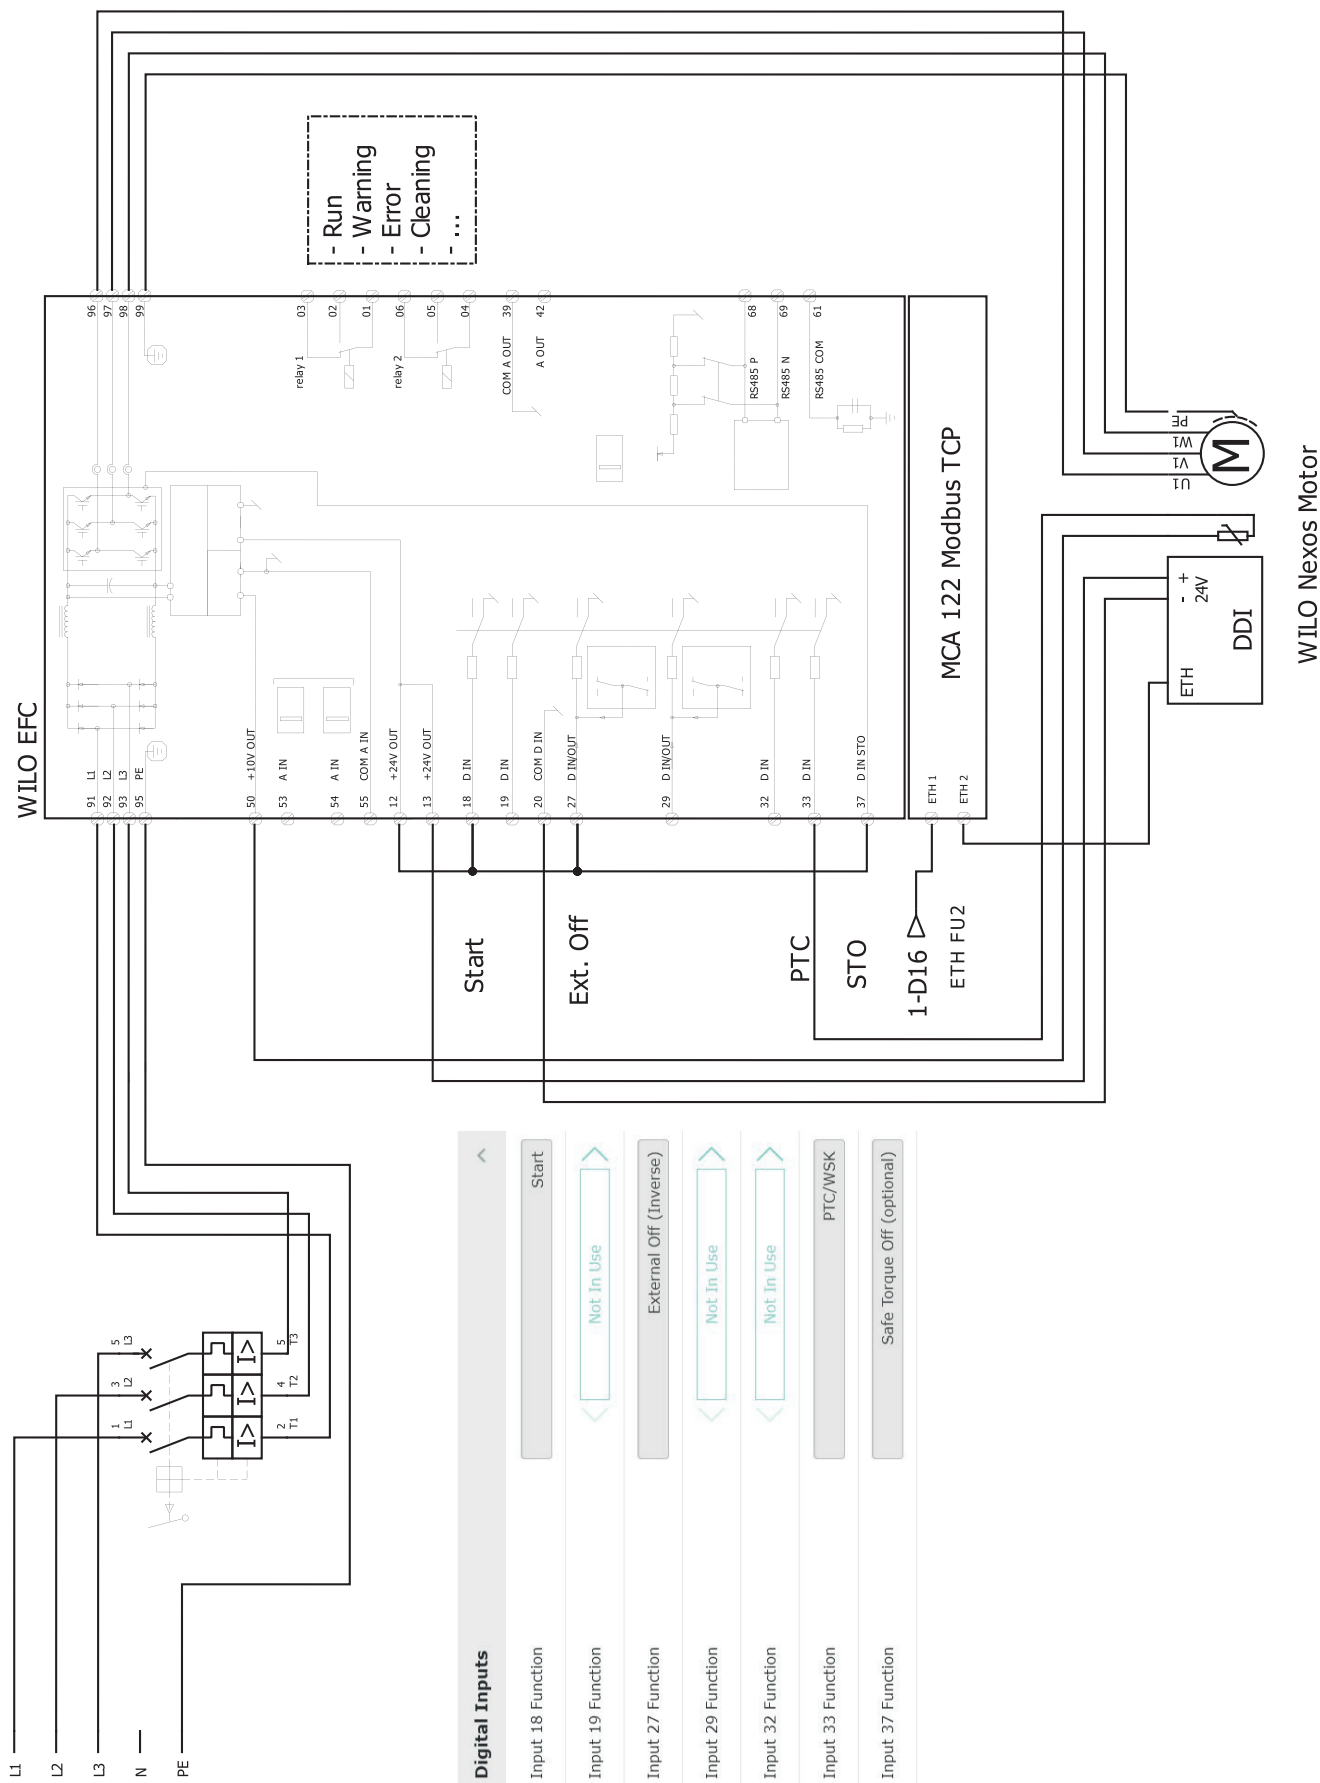 L1
L2
L3
N
PE
1
L1
3
L2
5
L3
I>
I>
I>
2
T1
4
T2
5
T3
WILO EFC
91 L1
92 L2
93 L3
95 PE
50 +10V OUT
53 A IN
54 A IN
55 COM A IN
12 +24V OUT
13 +24V OUT
18 D IN
19 D IN
20 COM D IN
27 D IN/OUT
29 D IN/OUT
32 D IN
33 D IN
37 D IN STO
96
97
98
99
relay 1
03
02
01
relay 2
06
05
04
COM A OUT 39
A OUT 42
RS485 P 68
RS485 N 69
RS485 COM 61
- Run
- Warning
- Error
- Cleaning
- ...
MCA 122 Modbus TCP
ETH 1
ETH 2
Start
Ext. Off
PTC
STO
1-D16
ETH FU2
U1
V1
W1
PE
M
ETH
- +
24V
DDI
WILO Nexos Motor
Digital Inputs
Input 18 Function Start
Input 19 Function Not In Use
Input 27 Function External Off (Inverse)
Input 29 Function Not In Use
Input 32 Function Not In Use
Input 33 Function PTC/WSK
Input 37 Function Safe Torque Off (optional)